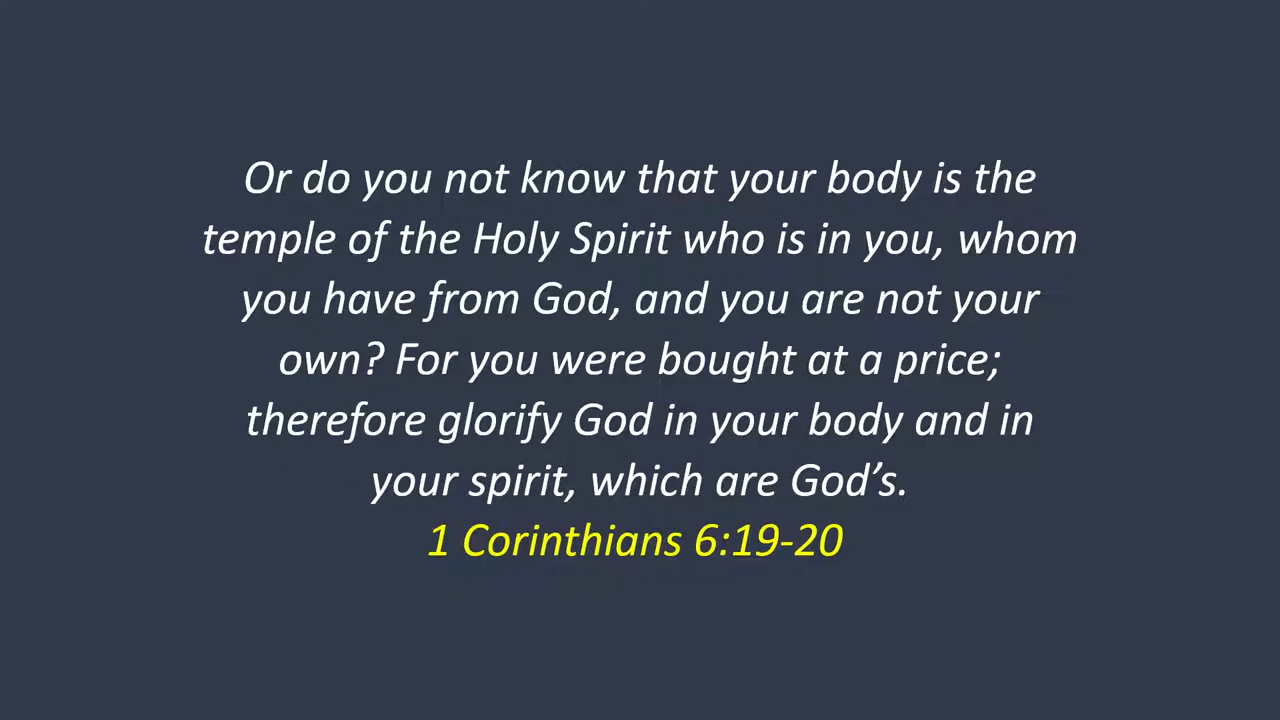 Or do you not know that your body is the
temple of the Holy Spirit who is in you, whom
you have from God, and you are not your
own? For you were bought at a price;
therefore glorify God in your body and in
your spirit, which are God’s.
1 Corinthians 6:19-20